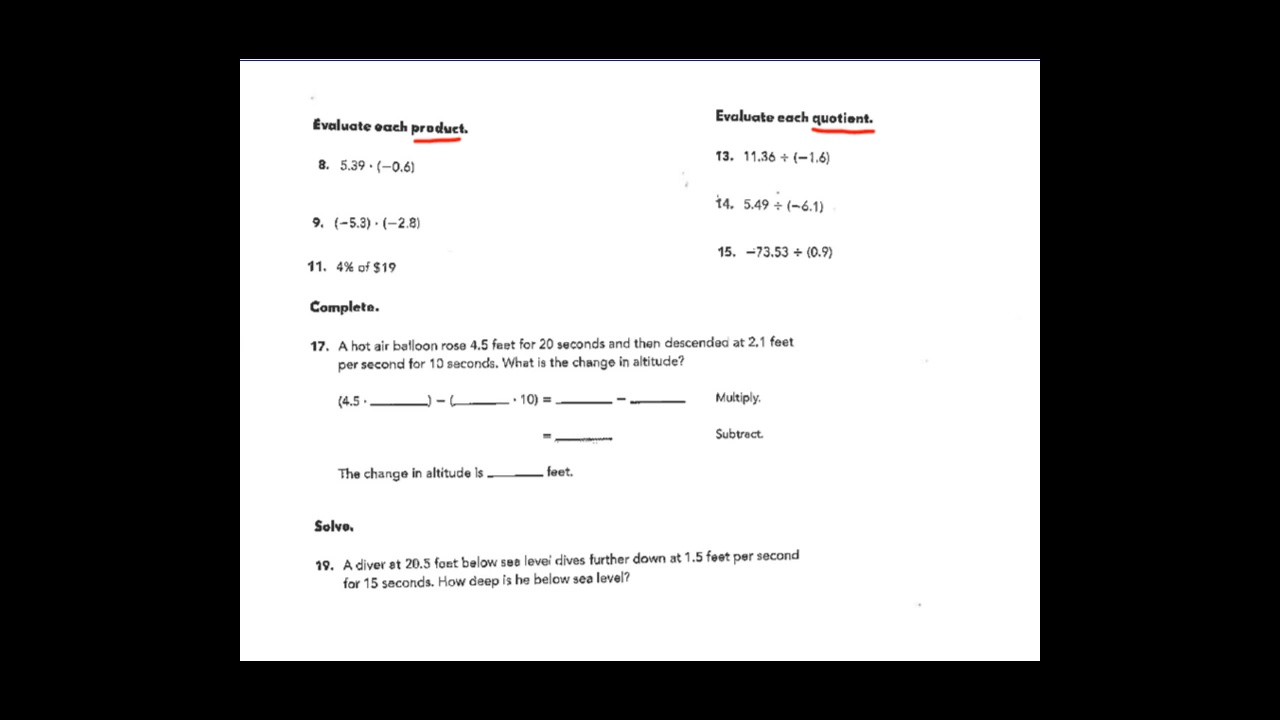 Evaluate each product.
8. 5.39 · (−0.6)
9. (−5.3) · (−2.8)
11. 4% of $19
Evaluate each quotient.
13. 11.36 ÷ (−1.6)
14. 5.49 ÷ (−6.1)
15. −73.53 ÷ (0.9)
Complete.
17. A hot air balloon rose 4.5 feet for 20 seconds and then descended at 2.1 feet
per second for 10 seconds. What is the change in altitude?
(4.5 · ______) − (______ · 10) = ______ − ______ Multiply.
= ______ Subtract.
The change in altitude is ______ feet.
Solve.
19. A diver at 20.5 feet below sea level dives further down at 1.5 feet per second
for 15 seconds. How deep is he below sea level?